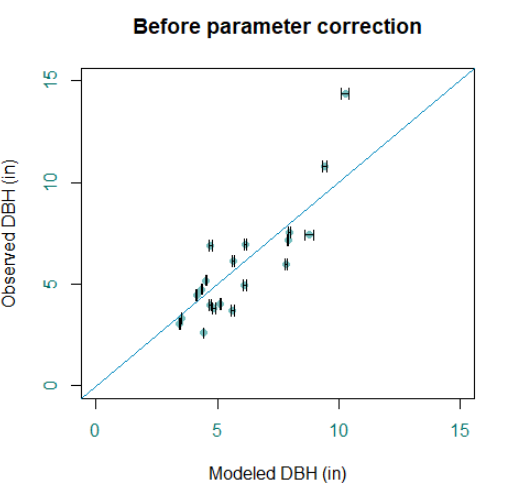 Before parameter correction
Observed DBH (in)
15
10
5
0
0 5 10 15
Modeled DBH (in)